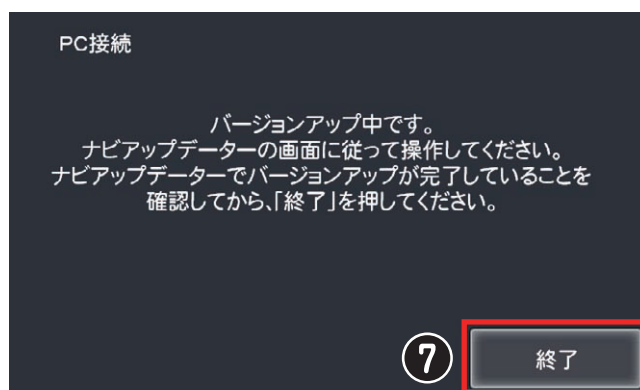 PC接続
バージョンアップ中です。
ナビアップデーターの画面に従って操作してください。
ナビアップデーターでバージョンアップが完了していることを
確認してから、「終了」を押してください。
❼
終了